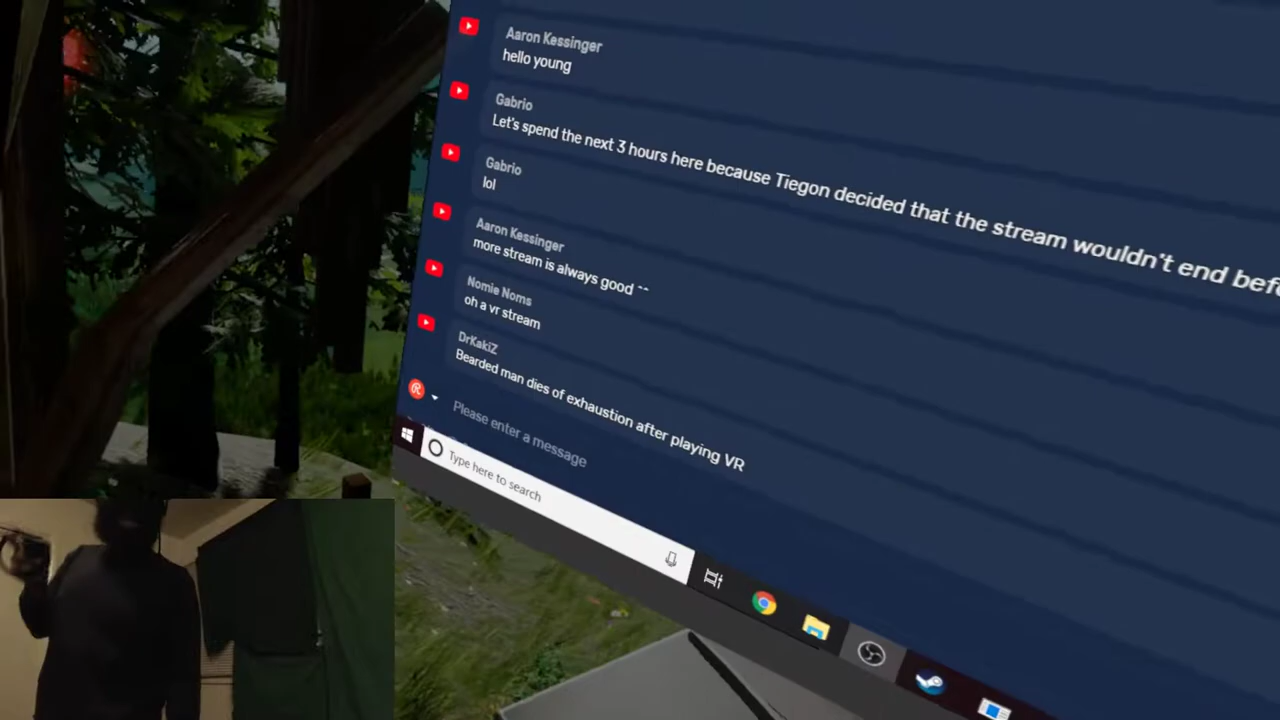 Aaron Kessinger
hello young
Gabrio
Let's spend the next 3 hours here because Tiegon decided that the stream wouldn't end bef
Gabrio
lol
Aaron Kessinger
more stream is always good ^^
Nomie Noms
oh a vr stream
DrKakiZ
Bearded man dies of exhaustion after playing VR
Please enter a message
Type here to search